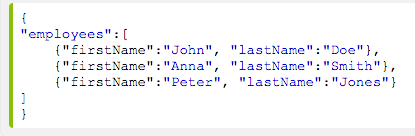 {
"employees":[
    {"firstName":"John", "lastName":"Doe"},
    {"firstName":"Anna", "lastName":"Smith"},
    {"firstName":"Peter", "lastName":"Jones"}
]
}